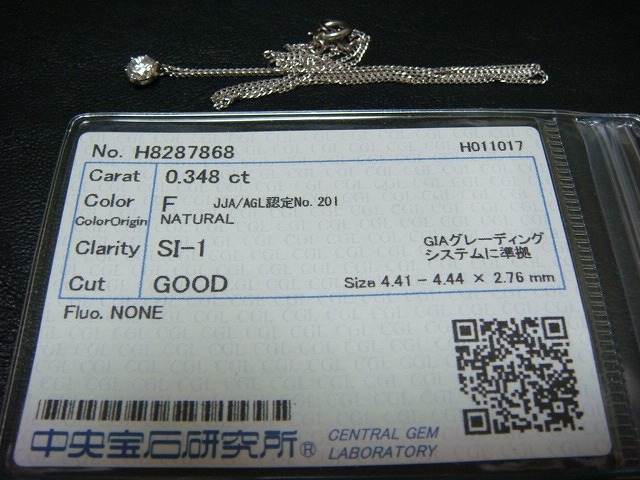 No. H8287868 H011017
Carat 0.348 ct
Color F JJA/AGL認定No.201
ColorOrigin NATURAL
Clarity SI-1 GIAグレーディング
システムに準拠
Cut GOOD Size 4.41 - 4.44 × 2.76 mm
Fluo. NONE
中央宝石研究所® CENTRAL GEM
LABORATORY